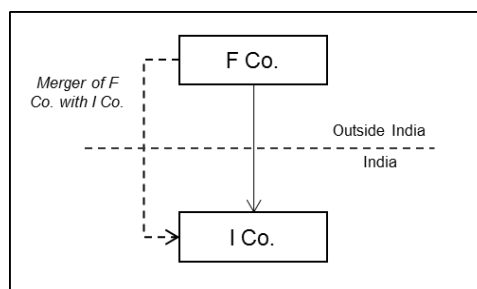 F Co.
Merger of F
Co. with I Co.
Outside India
India
I Co.